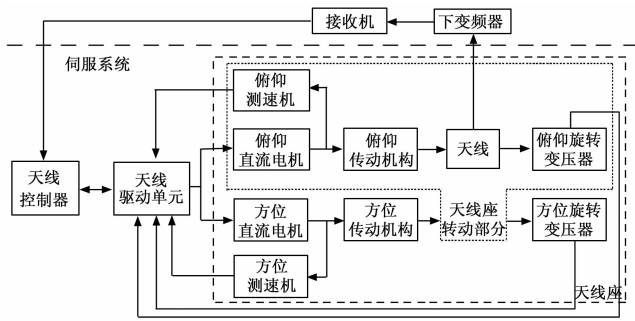 接收机
下变频器
伺服系统
俯仰
测速机
俯仰
直流电机
俯仰
传动机构
天线
俯仰旋转
变压器
天线
控制器
天线
驱动单元
方位
直流电机
方位
传动机构
天线座
转动部分
方位旋转
变压器
方位
测速机
天线座